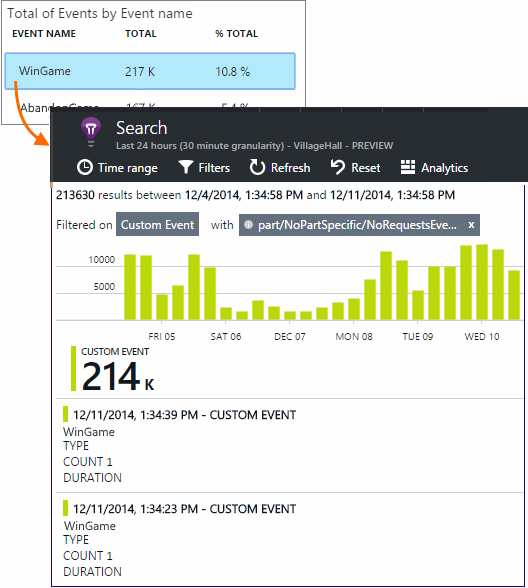 Total of Events by Event name
EVENT NAME TOTAL % TOTAL
WinGame 217 K 10.8 %
Search
Last 24 hours (30 minute granularity) - VillageHall - PREVIEW
Time range Filters Refresh Reset Analytics
213630 results between 12/4/2014, 1:34:58 PM and 12/11/2014, 1:34:58 PM
Filtered on Custom Event with part/NoPartSpecific/NoRequestsEve... x
10000
5000
FRI 05 SAT 06 DEC 07 MON 08 TUE 09 WED 10
CUSTOM EVENT
214 K
12/11/2014, 1:34:39 PM - CUSTOM EVENT
WinGame
TYPE
COUNT 1
DURATION
12/11/2014, 1:34:23 PM - CUSTOM EVENT
WinGame
TYPE
COUNT 1
DURATION